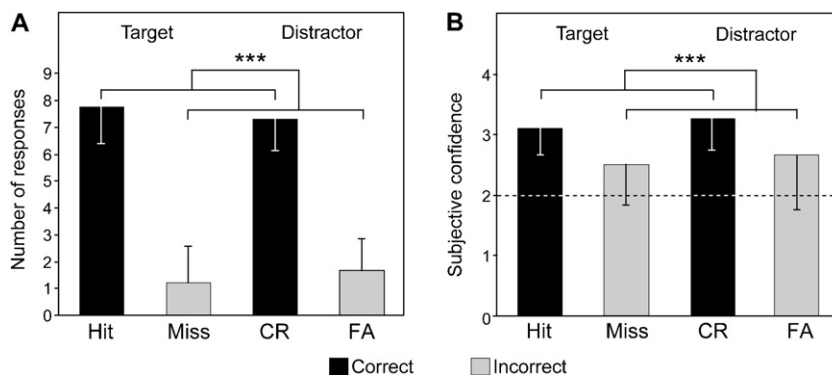 A
Target Distractor
***
Number of responses
9
8
7
6
5
4
3
2
1
0
Hit Miss CR FA
B
Target Distractor
***
Subjective confidence
4
3
2
1
0
Hit Miss CR FA
Correct Incorrect